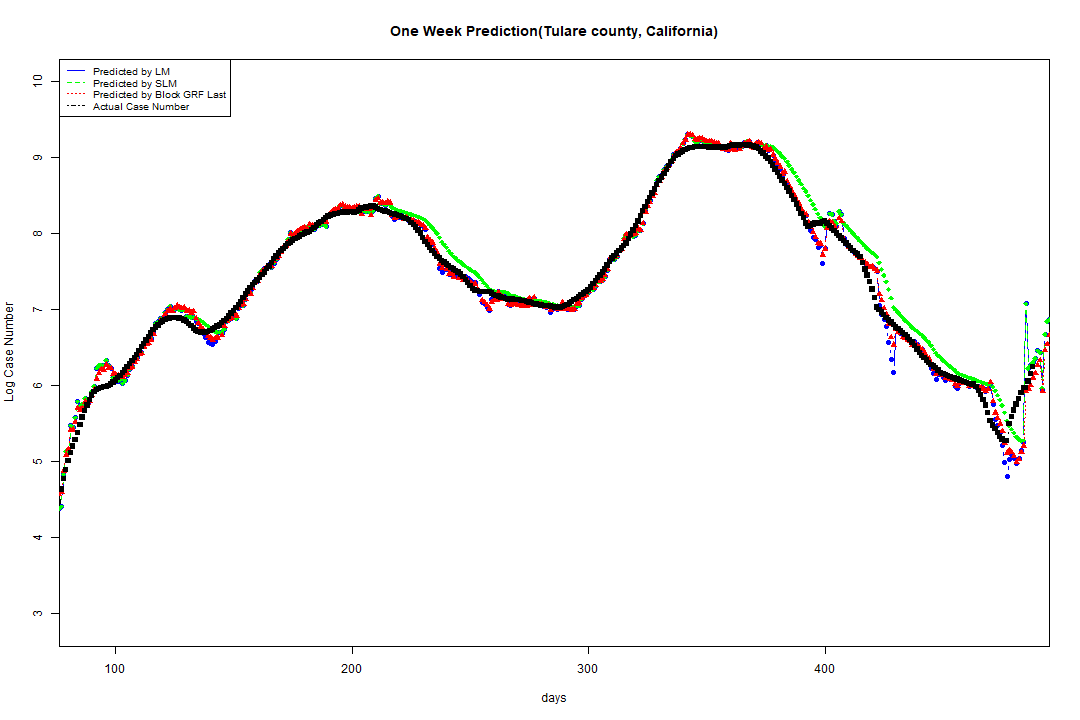 One Week Prediction(Tulare county, California)
Predicted by LM
Predicted by SLM
Predicted by Block GRF Last
Actual Case Number
10
9
8
7
6
5
4
3
Log Case Number
100 200 300 400
days